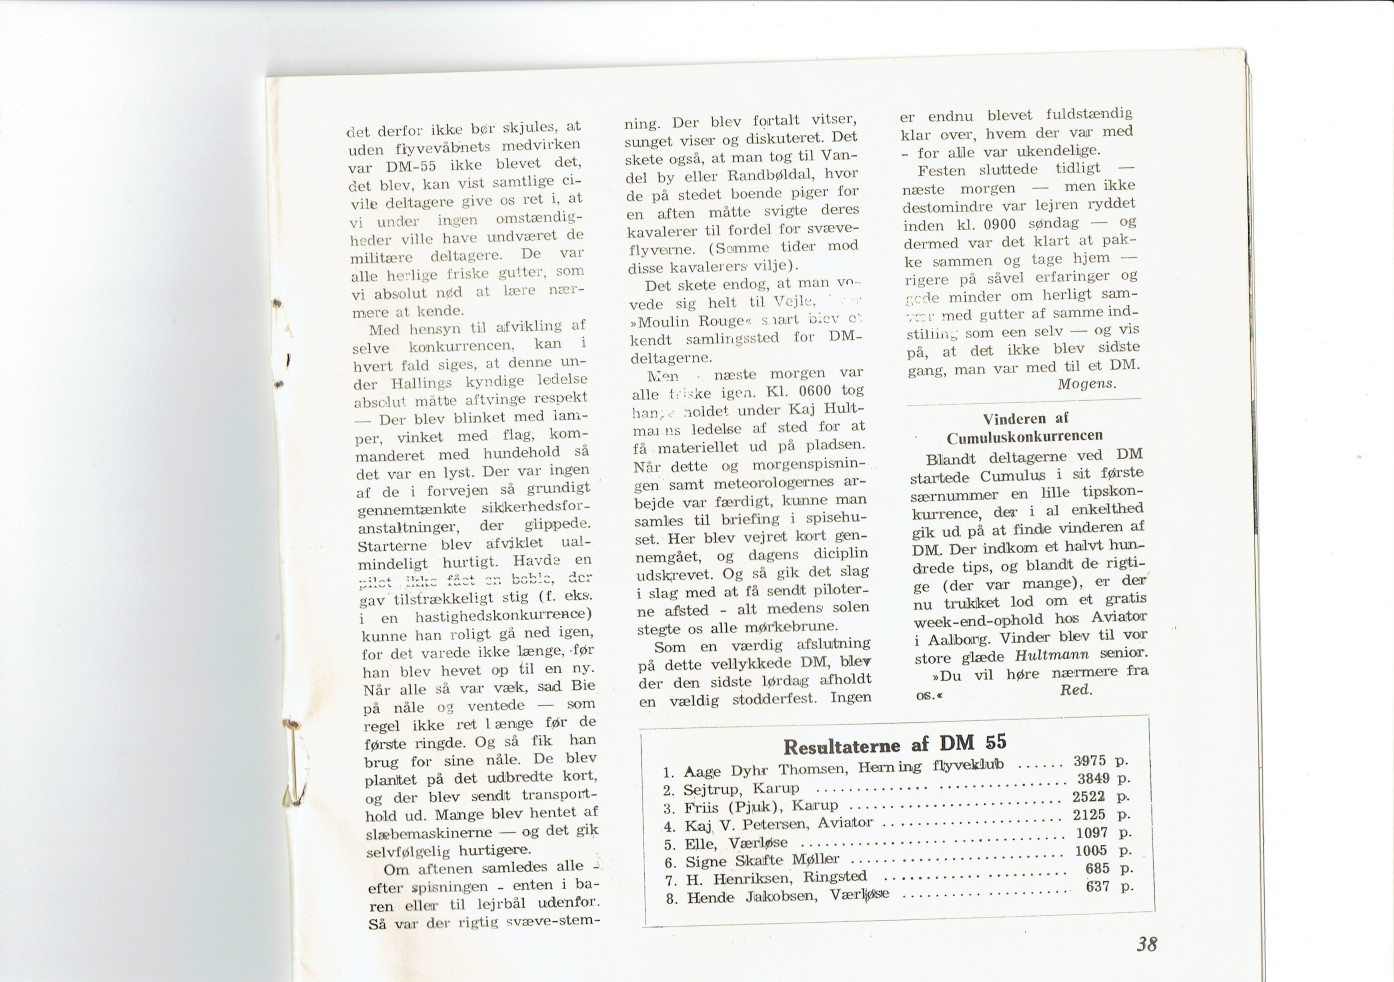 det derfor ikke bør skjules, at
uden flyvevåbnets medvirken
var DM-55 ikke blevet det,
det blev, kan vist samtlige ci-
vile deltagere give os ret i, at
vi under ingen omstændig-
heder ville have undværet de
militære deltagere. De var
alle herlige friske gutter, som
vi absolut nød at lære nær-
mere at kende.
Med hensyn til afvikling af
selve konkurrencen, kan i
hvert fald siges, at denne un-
der Hallings kyndige ledelse
absolut måtte aftvinge respekt
— Der blev blinket med lam-
per, vinket med flag, kom-
manderet med hundehold så
det var en lyst. Der var ingen
af de i forvejen så grundigt
gennemtænkte sikkerhedsfor-
anstaltninger, der glippede.
Starterne blev afviklet ual-
mindeligt hurtigt. Havde en
pilot ikke fået en boble, der
gav tilstrækkeligt stig (f. eks.
i en hastighedskonkurrence)
kunne han roligt gå ned igen,
for det varede ikke længe, før
han blev hevet op til en ny.
Når alle så var væk, sad Bie
på nåle og ventede — som
regel ikke ret længe før de
første ringde. Og så fik han
brug for sine nåle. De blev
plantet på det udbredte kort,
og der blev sendt transport-
hold ud. Mange blev hentet af
slæbemaskinerne — og det gik
selvfølgelig hurtigere.
Om aftenen samledes alle -
efter spisningen - enten i ba-
ren eller til lejrbål udenfor.
Så var der rigtig svæve-stem-
ning. Der blev fortalt vitser,
sunget viser og diskuteret. Det
skete også, at man tog til Van-
del by eller Randbøldal, hvor
de på stedet boende piger for
en aften måtte svigte deres
kavalerer til fordel for svæve-
flyverne. (Somme tider mod
disse kavalerers vilje).
Det skete endog, at man vo-
vede sig helt til Vejle,
»Moulin Rouge« snart blev et
kendt samlingssted for DM-
deltagerne.
Men - næste morgen var
alle friske igen. Kl. 0600 tog
holdet under Kaj Hult-
manns ledelse af sted for at
få materiellet ud på pladsen.
Når dette og morgenspisnin-
gen samt meteorologernes ar-
bejde var færdigt, kunne man
samles til briefing i spisehu-
set. Her blev vejret kort gen-
nemgået, og dagens diciplin
udskrevet. Og så gik det slag
i slag med at få sendt piloter-
ne afsted - alt medens solen
stegte os alle mørkebrune.
Som en værdig afslutning
på dette vellykkede DM, blev
der den sidste lørdag afholdt
en vældig stodderfest. Ingen
er endnu blevet fuldstændig
klar over, hvem der var med
- for alle var ukendelige.
Festen sluttede tidligt —
næste morgen — men ikke
destomindre var lejren ryddet
inden kl. 0900 søndag — og
dermed var det klart at pak-
ke sammen og tage hjem —
rigere på såvel erfaringer og
gode minder om herligt sam-
vær med gutter af samme ind-
stilling som een selv — og vis
på, at det ikke blev sidste
gang, man var med til et DM.
Mogens.
Vinderen af
Cumuluskonkurrencen
Blandt deltagerne ved DM
startede Cumulus i sit første
særnummer en lille tipskon-
kurrence, der i al enkelthed
gik ud på at finde vinderen af
DM. Der indkom et halvt hun-
drede tips, og blandt de rigti-
ge (der var mange), er der
nu trukket lod om et gratis
week-end-ophold hos Aviator
i Aalborg. Vinder blev til vor
store glæde Hultmann senior.
»Du vil høre nærmere fra
os.« Red.
Resultaterne af DM 55
1. Aage Dyhr Thomsen, Herning flyveklub ...... 3975 p.
2. Sejtrup, Karup .............................. 3849 p.
3. Friis (Pjuk), Karup ......................... 2522 p.
4. Kaj V. Petersen, Aviator .................... 2125 p.
5. Elle, Værløse ............................... 1097 p.
6. Signe Skafte Møller ......................... 1005 p.
7. H. Henriksen, Ringsted ...................... 685 p.
8. Hende Jakobsen, Værløse ..................... 637 p.
38